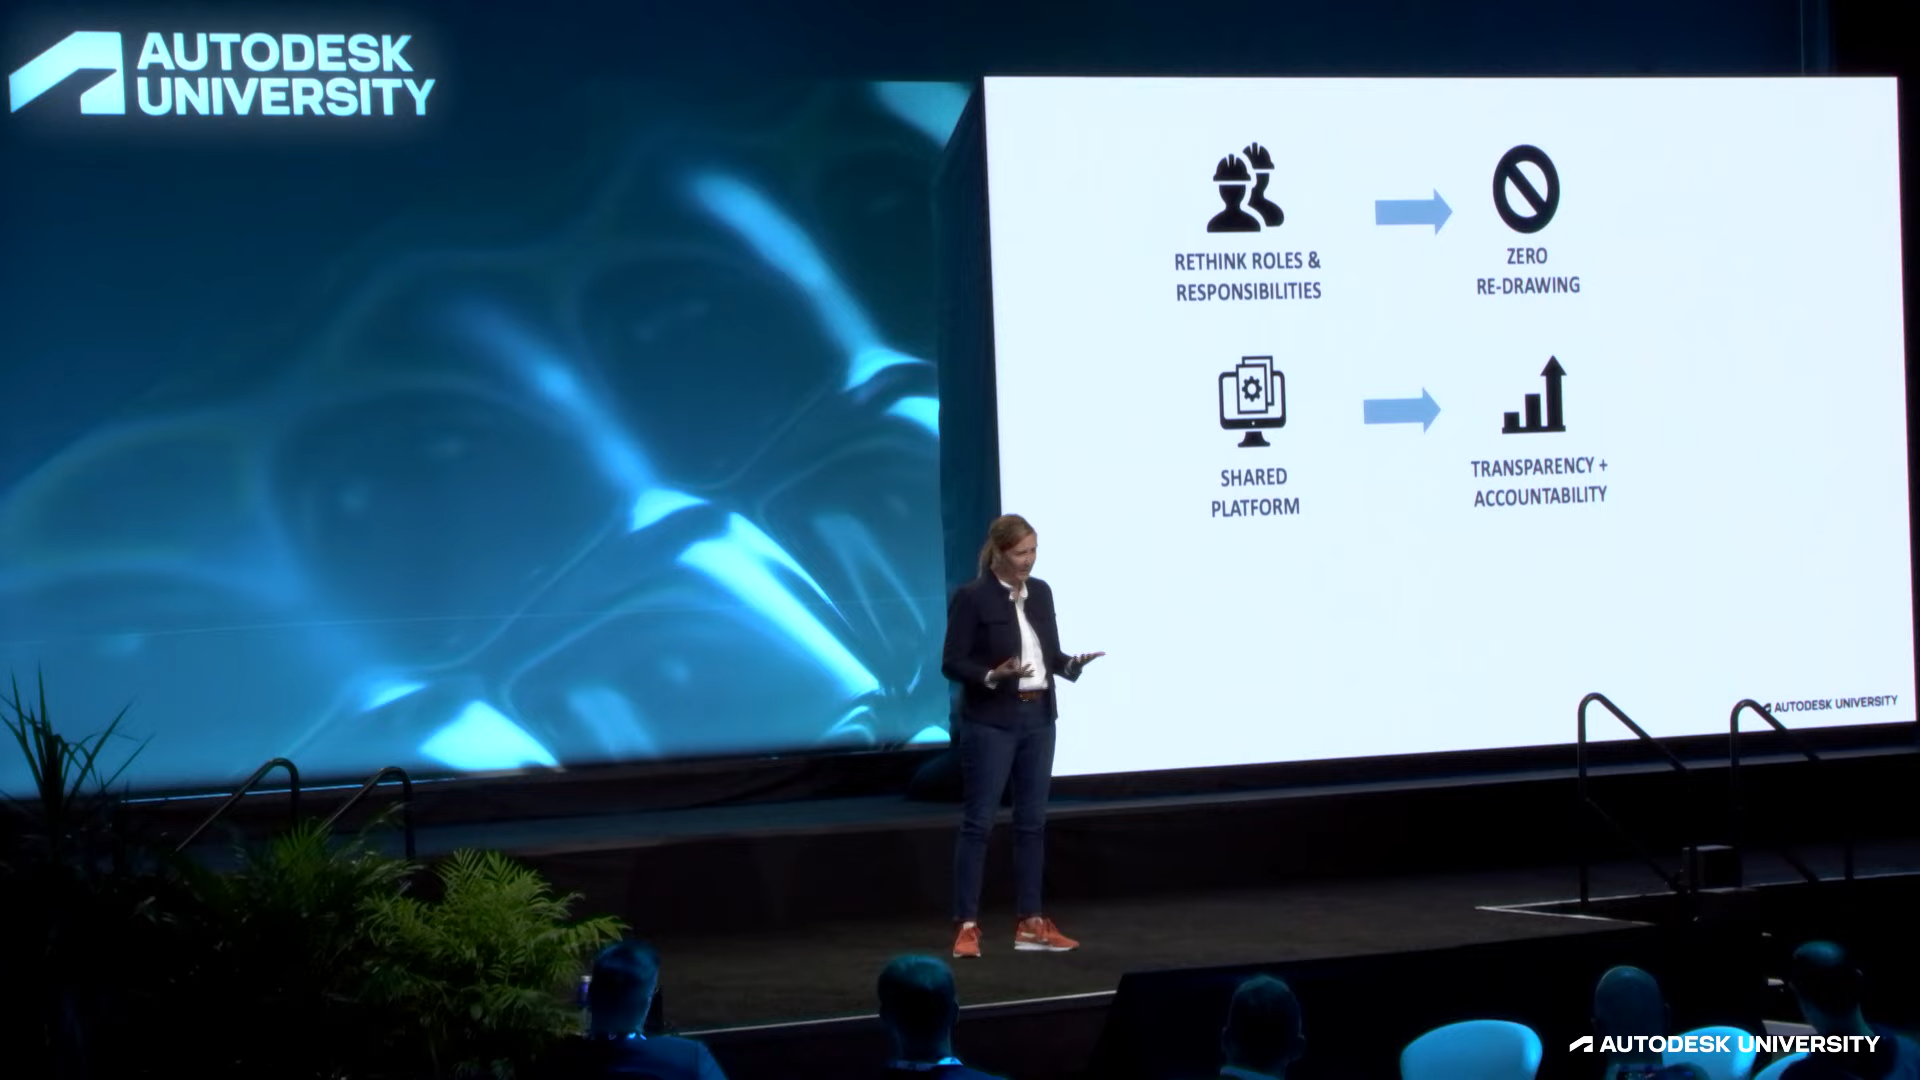 AUTODESK
UNIVERSITY
RETHINK ROLES &
RESPONSIBILITIES
ZERO
RE-DRAWING
SHARED
PLATFORM
TRANSPARENCY +
ACCOUNTABILITY
AUTODESK UNIVERSITY
AUTODESK UNIVERSITY